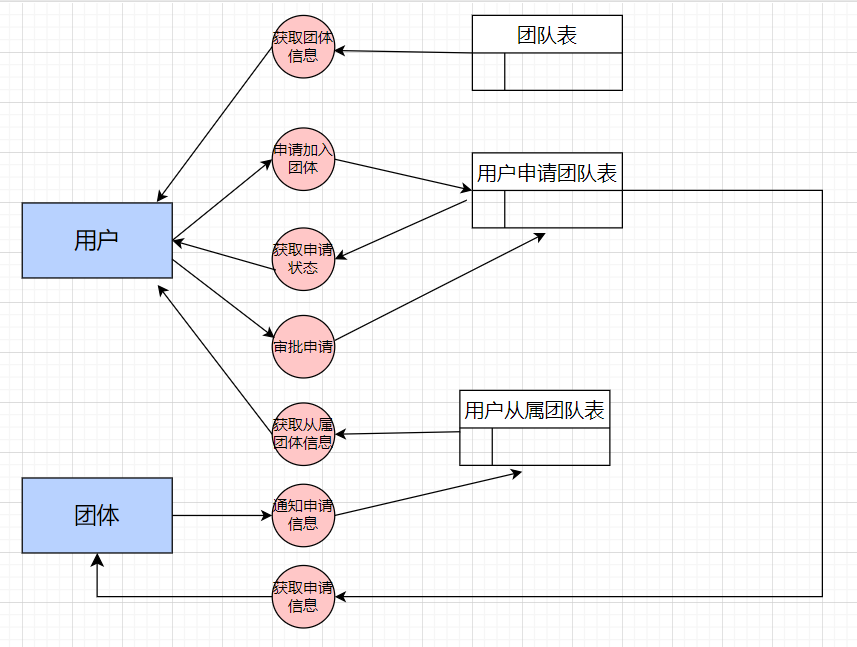 获取团体
信息
团队表
申请加入
团体
用户申请团队表
用户
获取申请
状态
审批申请
获取从属
团体信息
用户从属团队表
团体
通知申请
信息
获取申请
信息